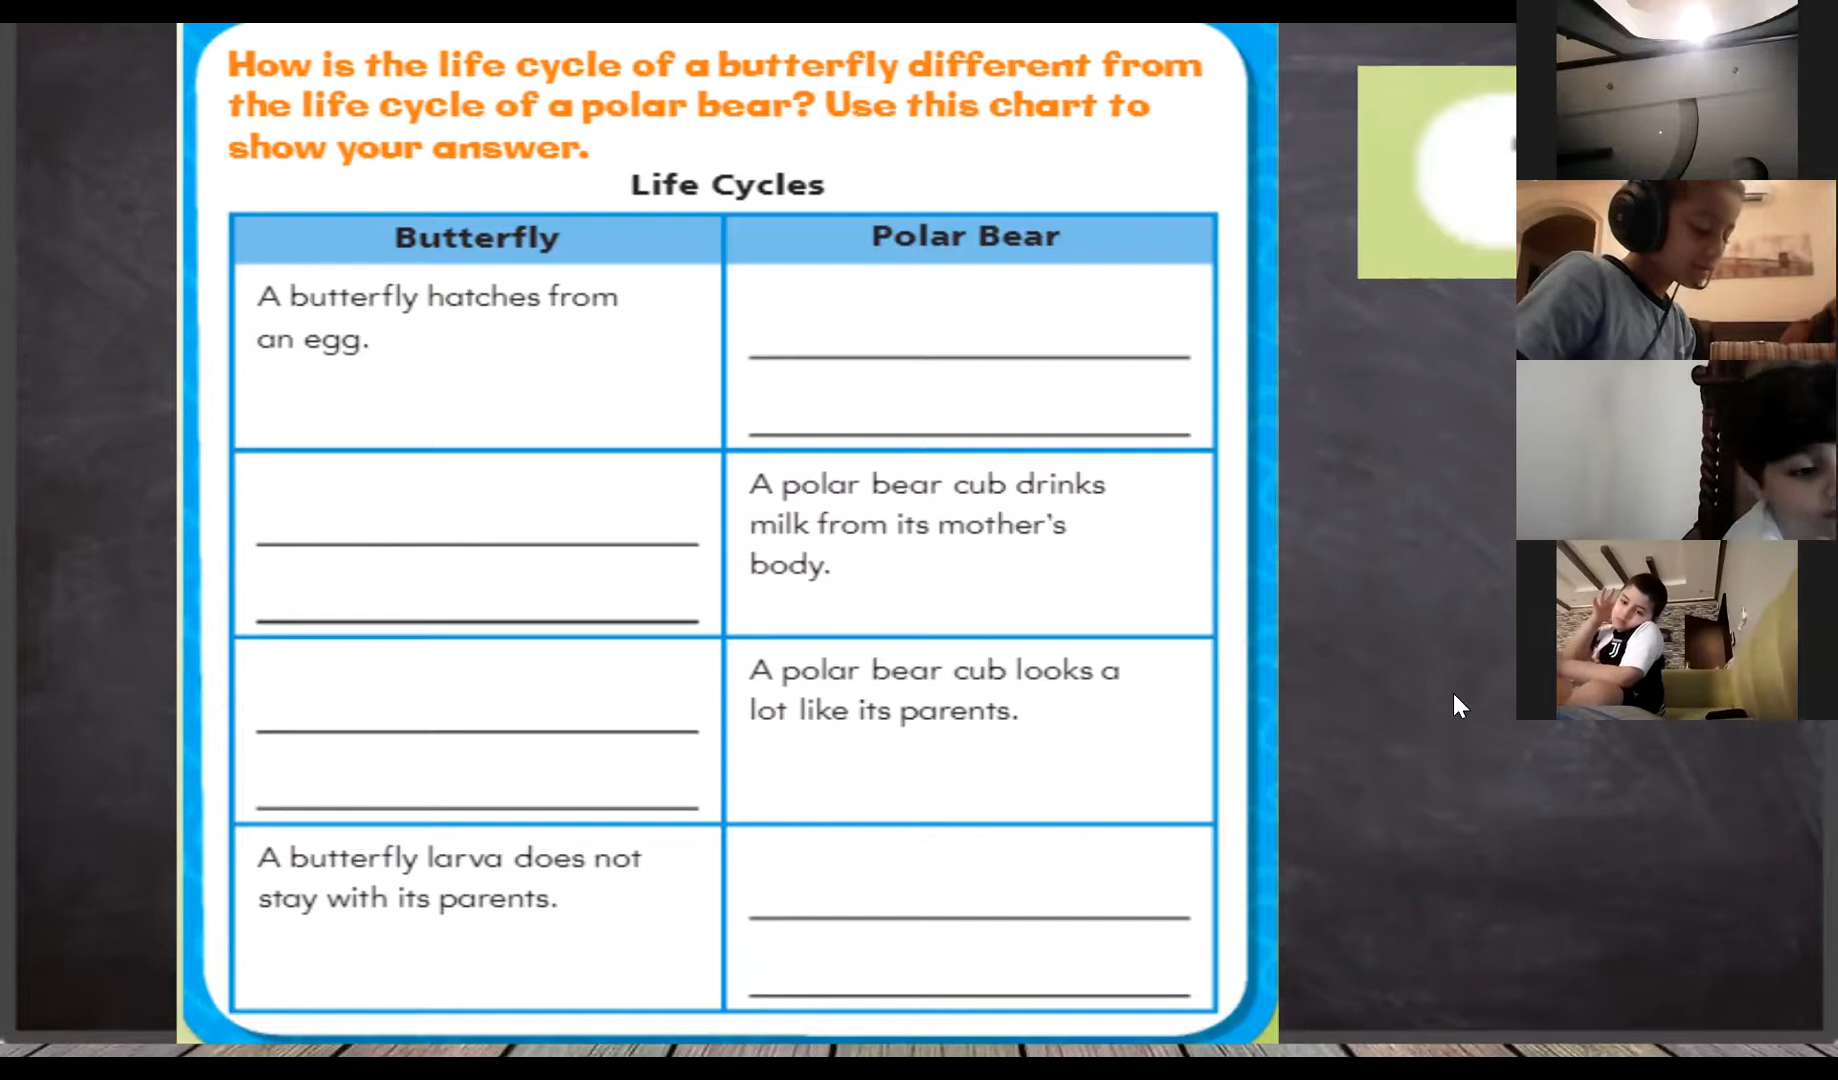 How is the life cycle of a butterfly different from
the life cycle of a polar bear? Use this chart to
show your answer.
Life Cycles
Butterfly
Polar Bear
A butterfly hatches from
an egg.
A polar bear cub drinks
milk from its mother's
body.
A polar bear cub looks a
lot like its parents.
A butterfly larva does not
stay with its parents.